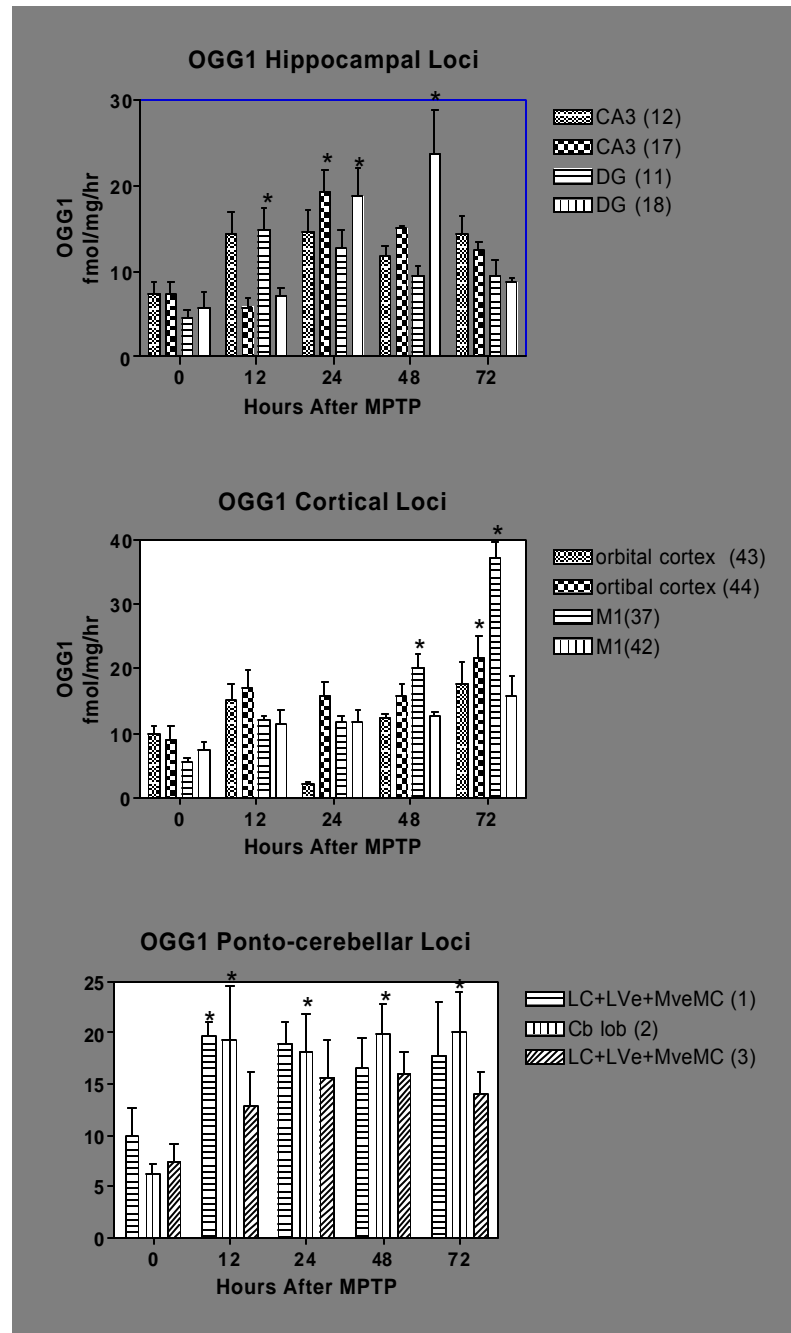 OGG1 Hippocampal Loci
30
20
10
0
OGG1
fmol/mg/hr
*
*
*
*
0 12 24 48 72
Hours After MPTP
CA3 (12)
CA3 (17)
DG (11)
DG (18)
OGG1 Cortical Loci
40
30
20
10
0
OGG1
fmol/mg/hr
*
*
*
0 12 24 48 72
Hours After MPTP
orbital cortex (43)
ortibal cortex (44)
M1(37)
M1(42)
OGG1 Ponto-cerebellar Loci
25
20
15
10
5
0
OGG1
fmol/mg/hr
*
*
*
*
*
0 12 24 48 72
Hours After MPTP
LC+LVe+MveMC (1)
Cb lob (2)
LC+LVe+MveMC (3)